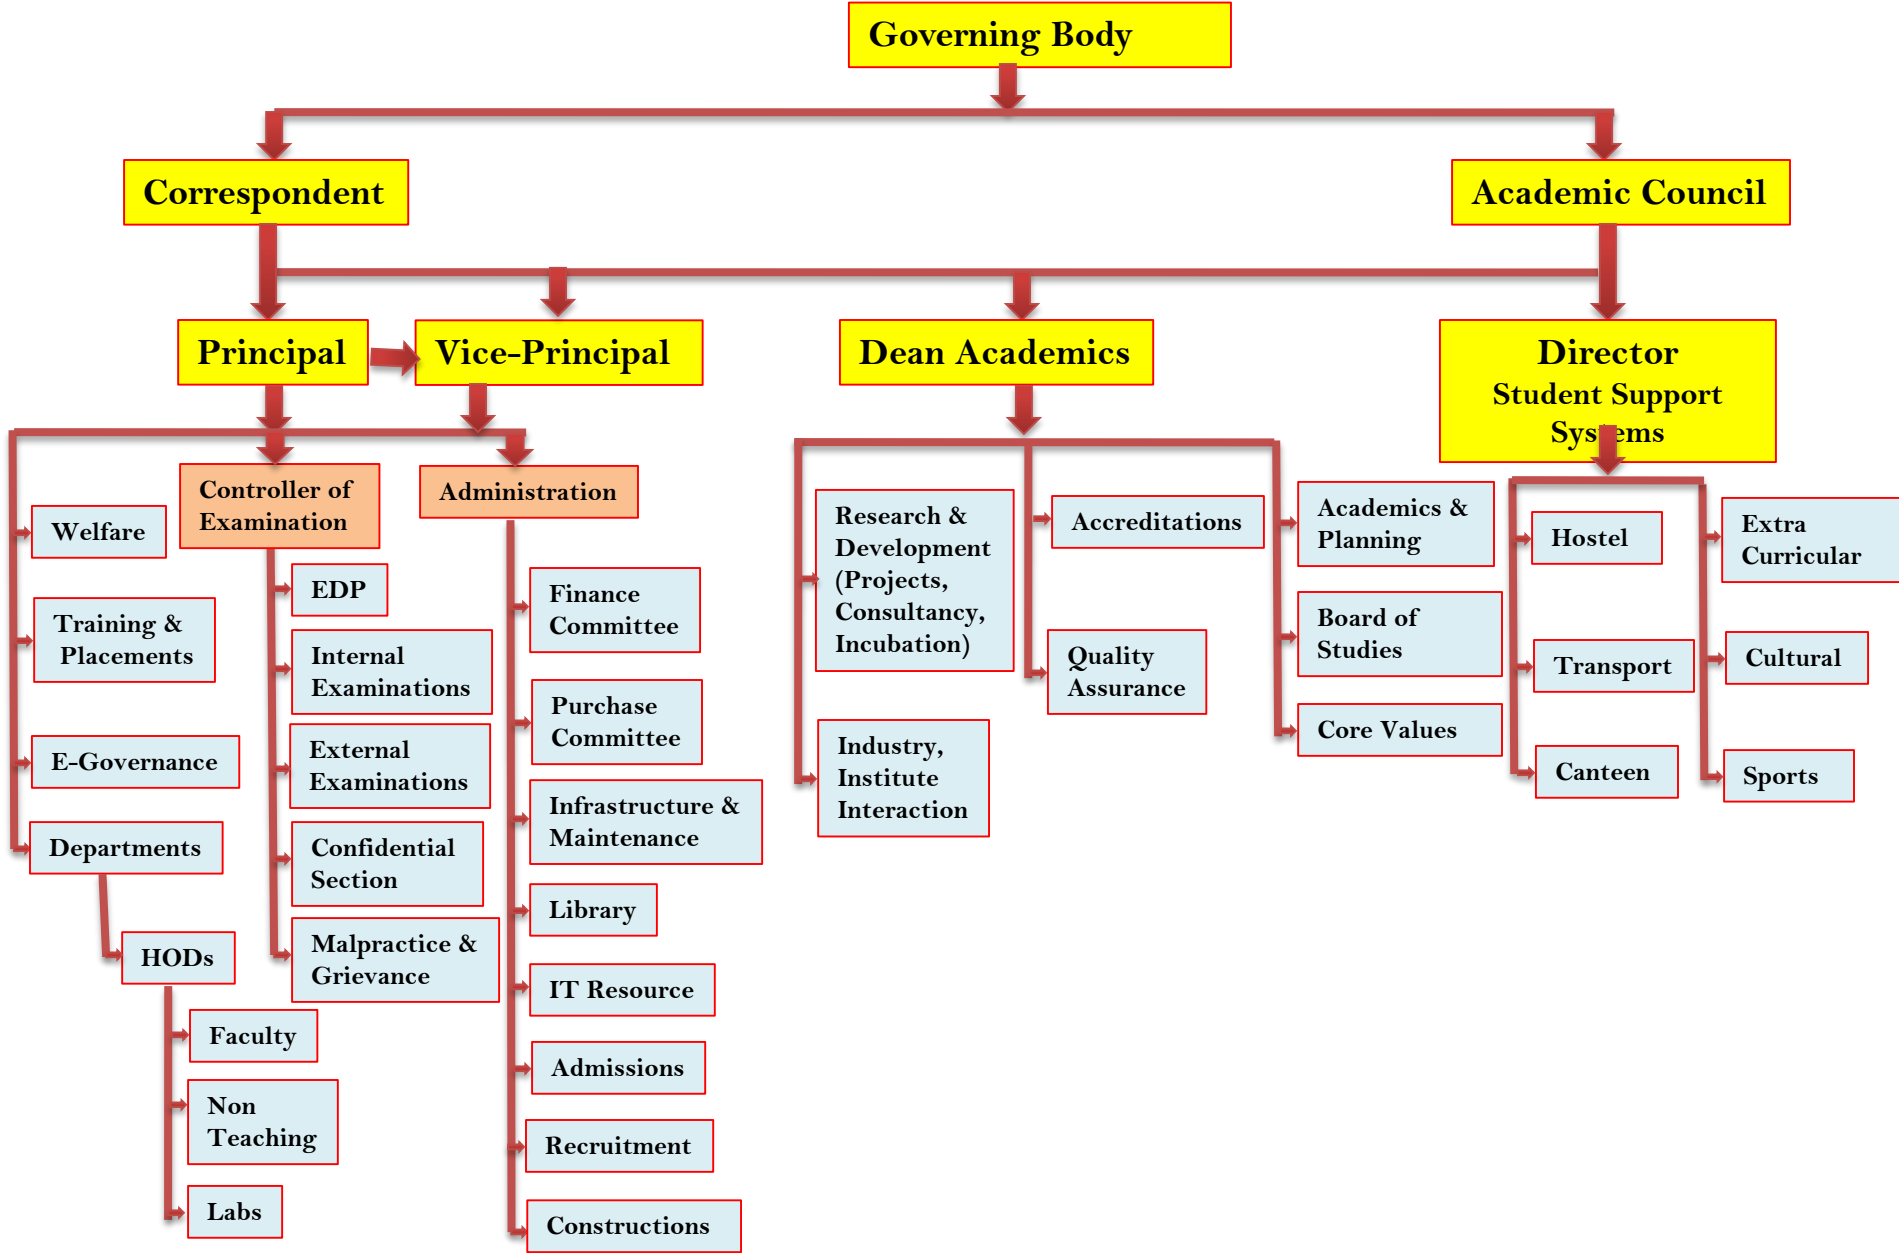 Governing Body
Correspondent
Academic Council
Principal
Vice-Principal
Dean Academics
Director
Student Support
Systems
Welfare
Training &
Placements
E-Governance
Departments
HODs
Faculty
Non
Teaching
Labs
Controller of
Examination
EDP
Internal
Examinations
External
Examinations
Confidential
Section
Malpractice &
Grievance
Administration
Finance
Committee
Purchase
Committee
Infrastructure &
Maintenance
Library
IT Resource
Admissions
Recruitment
Constructions
Research &
Development
(Projects,
Consultancy,
Incubation)
Industry,
Institute
Interaction
Accreditations
Quality
Assurance
Academics &
Planning
Board of
Studies
Core Values
Hostel
Transport
Canteen
Extra
Curricular
Cultural
Sports